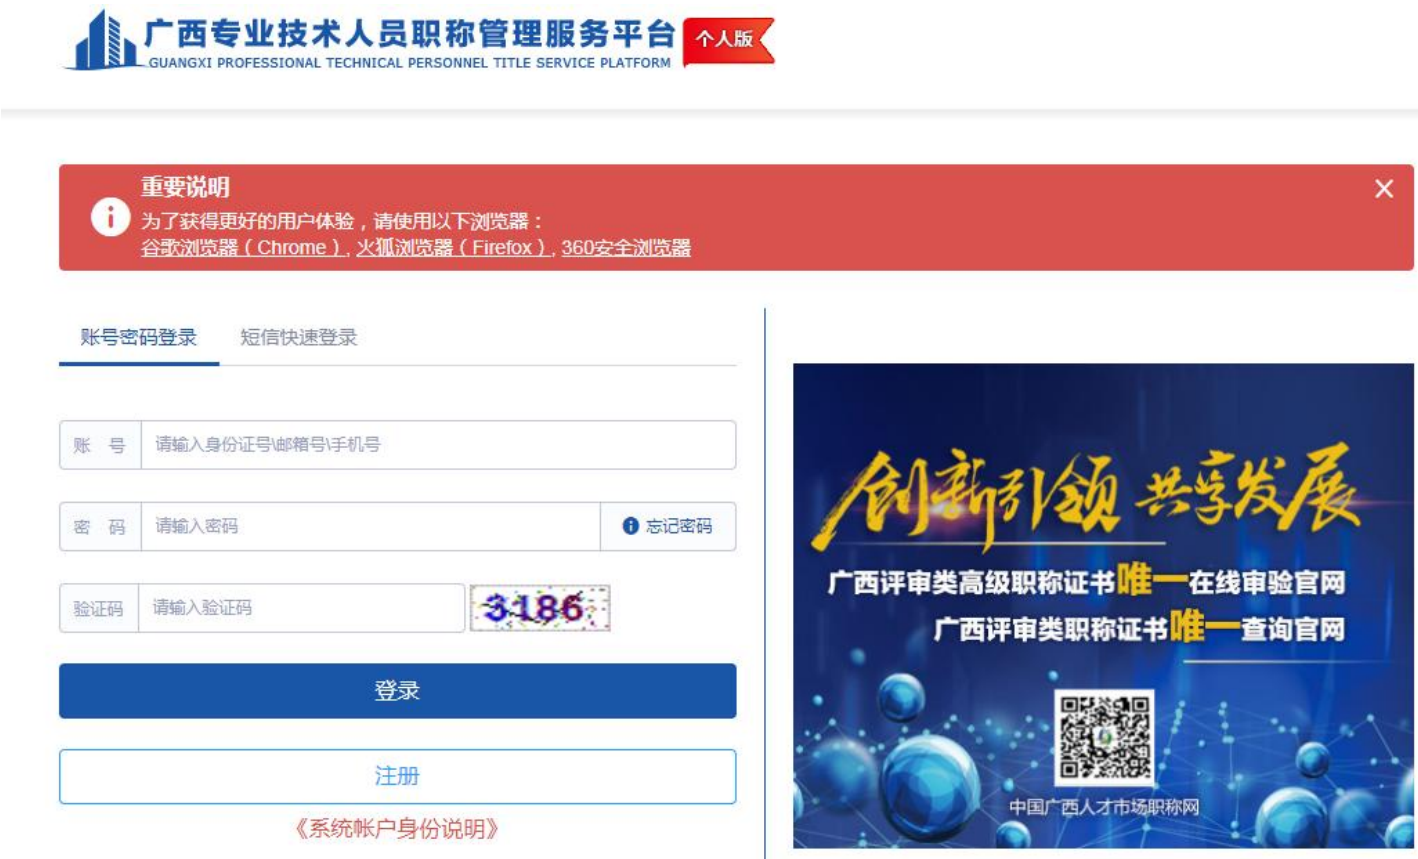 广西专业技术人员职称管理服务平台
个人版
GUANGXI PROFESSIONAL TECHNICAL PERSONNEL TITLE SERVICE PLATFORM
重要说明
为了获得更好的用户体验，请使用以下浏览器：
谷歌浏览器（Chrome）, 火狐浏览器（Firefox）, 360安全浏览器
账号密码登录
短信快速登录
账 号
请输入身份证号\邮箱号\手机号
密 码
请输入密码
忘记密码
验证码
请输入验证码
3186
登录
注册
《系统帐户身份说明》
创新引领 共享发展
广西评审类高级职称证书唯一在线审验官网
广西评审类职称证书唯一查询官网
中国广西人才市场职称网